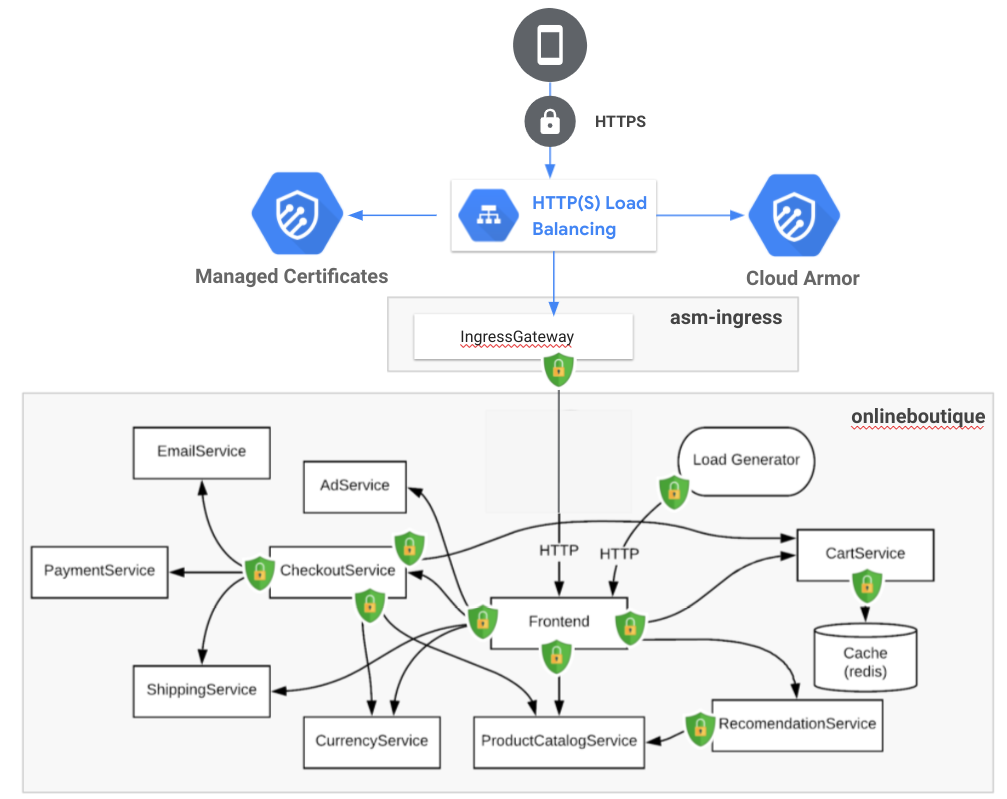 HTTPS
HTTP(S) Load
Balancing
Managed Certificates
Cloud Armor
asm-ingress
IngressGateway
onlineboutique
EmailService
Load Generator
AdService
HTTP
HTTP
CartService
PaymentService
CheckoutService
Frontend
Cache
(redis)
ShippingService
RecomendationService
CurrencyService
ProductCatalogService